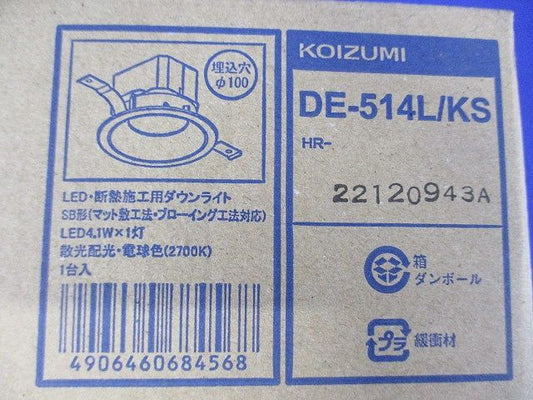 埋込穴
φ100
LED・断熱施工用ダウンライト
SB形(マット敷工法・ブローイング工法対応)
LED4.1W×1灯
散光配光・電球色(2700K)
1台入
4906460684568
KOIZUMI
DE-514L/KS
HR-
22120943A
箱
ダンボール
プラ
緩衝材